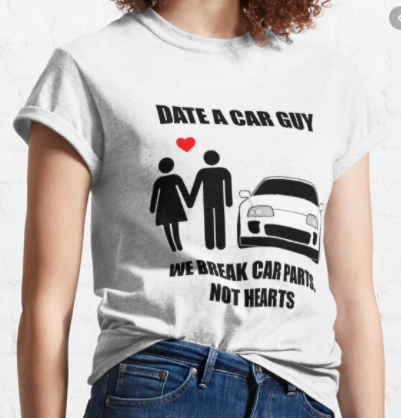 DATE A CAR GUY
WE BREAK CAR PARTS,
NOT HEARTS